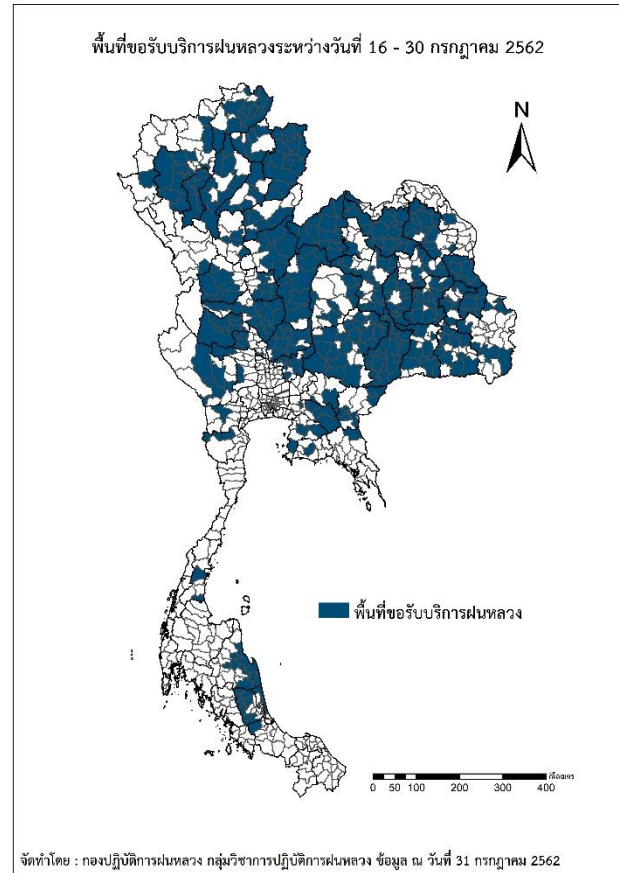 พื้นที่ขอรับบริการฝนหลวงระหว่างวันที่ 16 - 30 กรกฎาคม 2562
N
พื้นที่ขอรับบริการฝนหลวง
กิโลเมตร
0 50 100 200 300 400
จัดทำโดย : กองปฏิบัติการฝนหลวง กลุ่มวิชาการปฏิบัติการฝนหลวง ข้อมูล ณ วันที่ 31 กรกฎาคม 2562